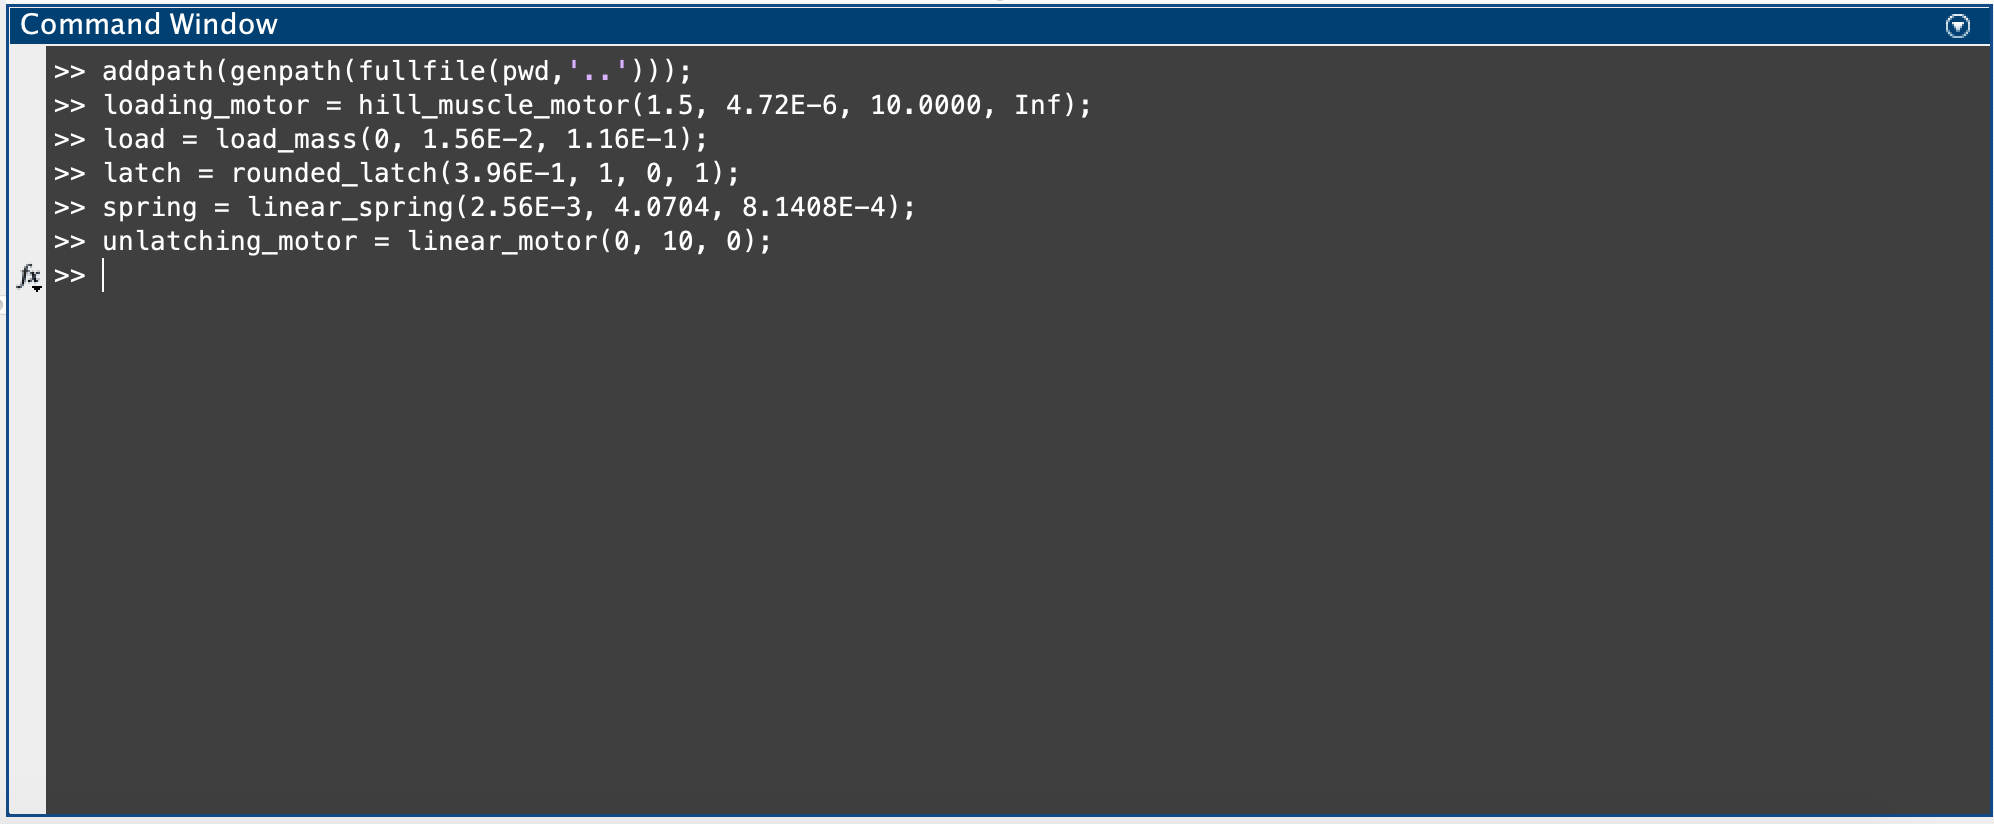 Command Window
>> addpath(genpath(fullfile(pwd,'..')));
>> loading_motor = hill_muscle_motor(1.5, 4.72E-6, 10.0000, Inf);
>> load = load_mass(0, 1.56E-2, 1.16E-1);
>> latch = rounded_latch(3.96E-1, 1, 0, 1);
>> spring = linear_spring(2.56E-3, 4.0704, 8.1408E-4);
>> unlatching_motor = linear_motor(0, 10, 0);
fx >>